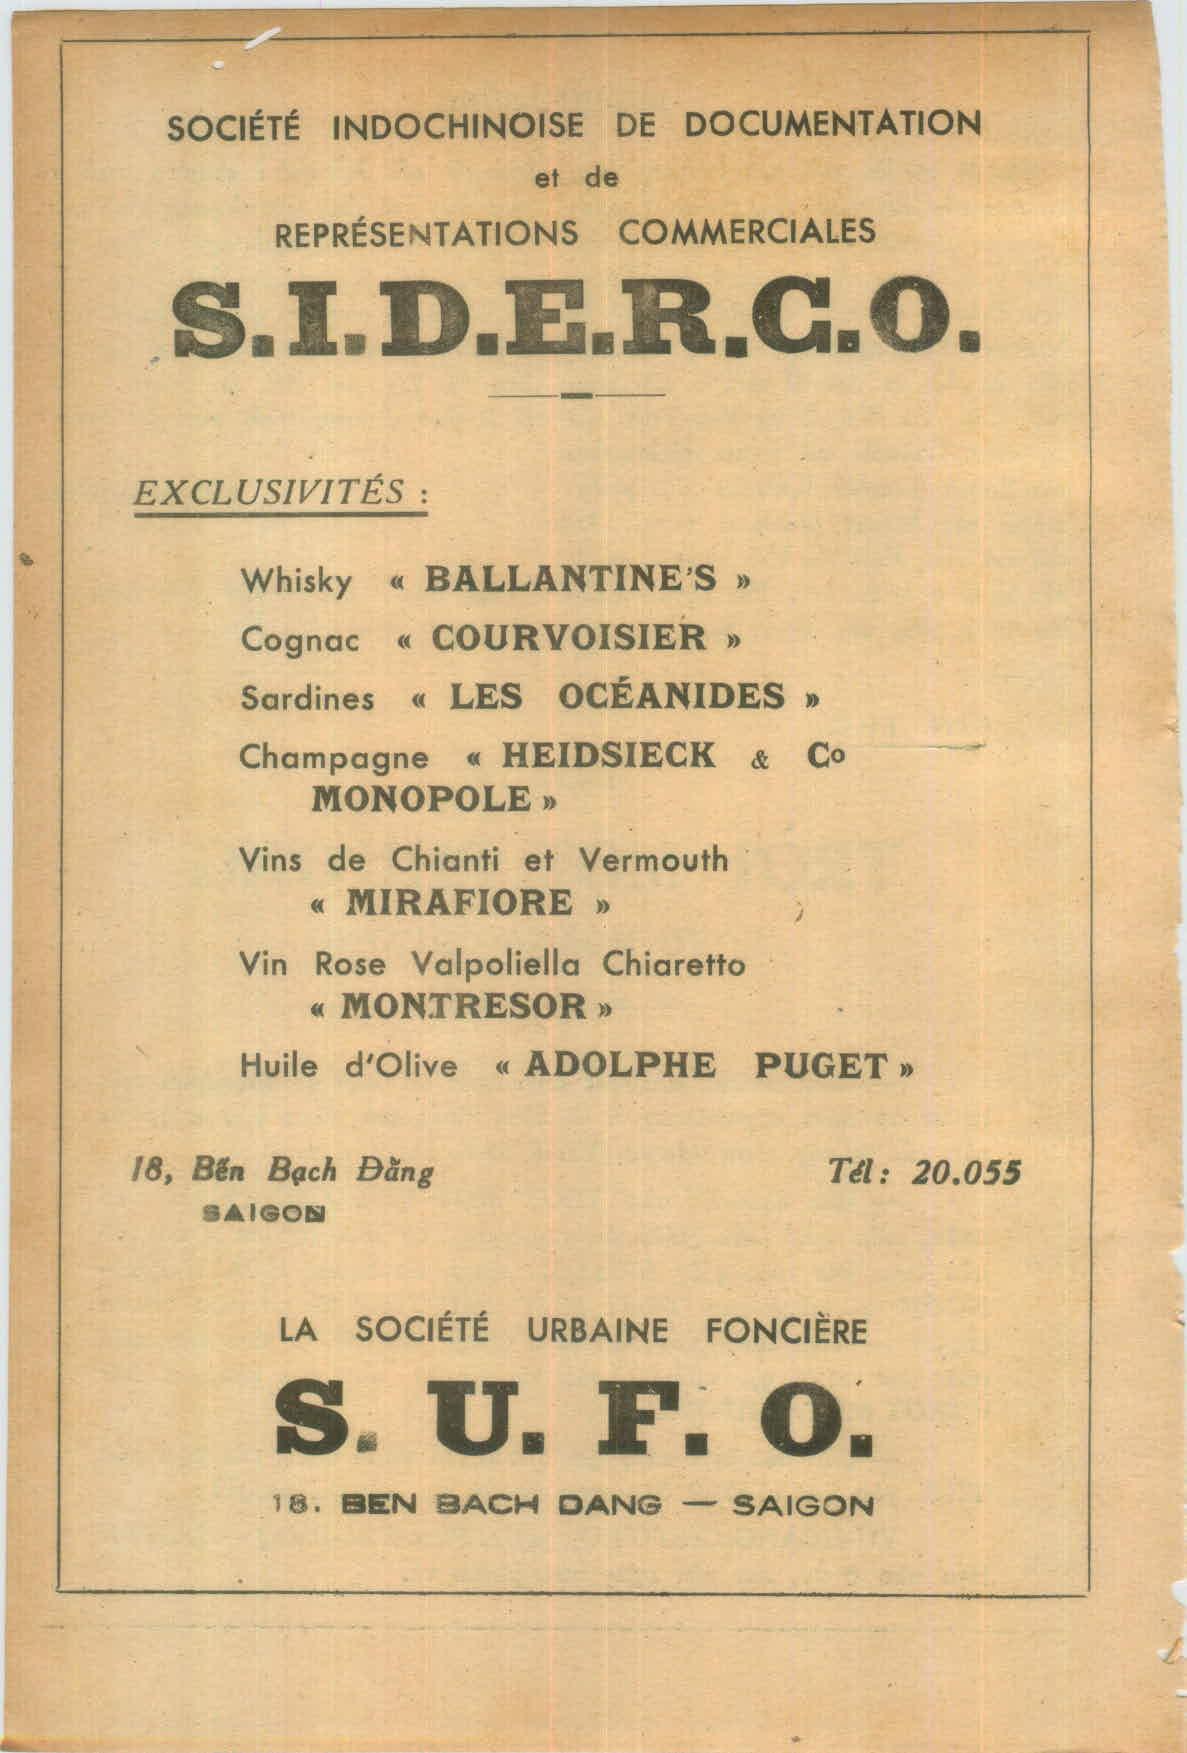 SOCIÉTÉ INDOCHINOISE DE DOCUMENTATION
et de
REPRÉSENTATIONS COMMERCIALES
S.I.D.E.R.C.O.
EXCLUSIVITÉS :
Whisky « BALLANTINE'S »
Cognac « COURVOISIER »
Sardines « LES OCÉANIDES »
Champagne « HEIDSIECK & Co
MONOPOLE »
Vins de Chianti et Vermouth
« MIRAFIORE »
Vin Rose Valpoliella Chiaretto
« MONTRESOR »
Huile d'Olive « ADOLPHE PUGET »
18, Bến Bạch Đằng
Tél : 20.055
SAIGON
LA SOCIÉTÉ URBAINE FONCIÈRE
S. U. F. O.
18. BEN BACH DANG — SAIGON